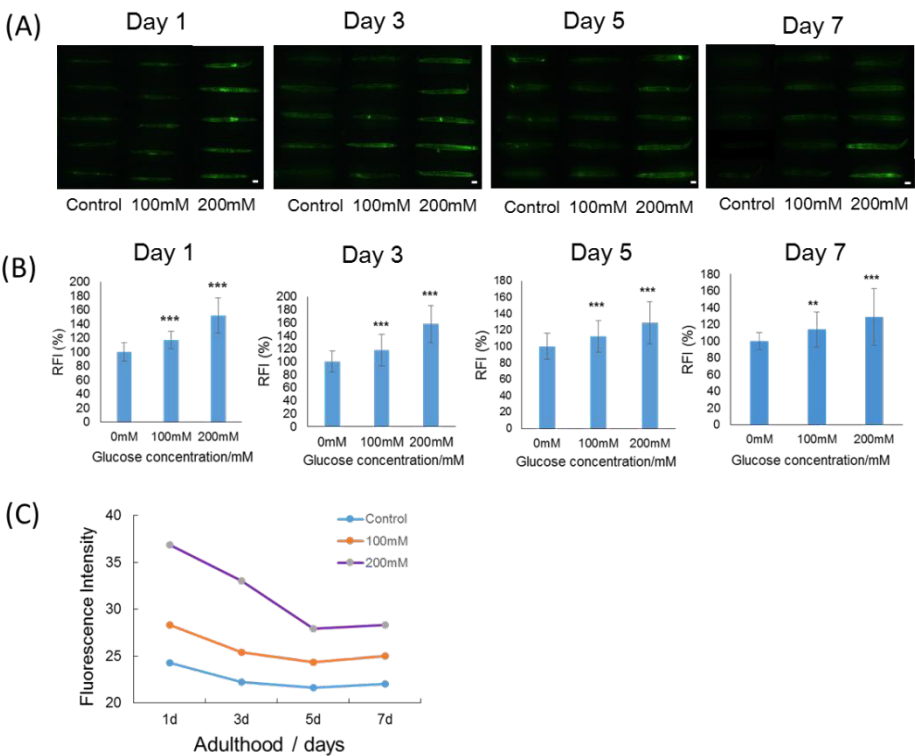 (A)
Day 1
Day 3
Day 5
Day 7
Control 100mM 200mM
Control 100mM 200mM
Control 100mM 200mM
Control 100mM 200mM
(B)
Day 1
RFI (%)
200
180
160
140
120
100
80
60
40
20
0
***
***
0mM 100mM 200mM
Glucose concentration/mM
Day 3
RFI (%)
200
180
160
140
120
100
80
60
40
20
0
***
***
0mM 100mM 200mM
Glucose concentration/mM
Day 5
RFI (%)
180
160
140
120
100
80
60
40
20
0
***
***
0mM 100mM 200mM
Glucose concentration/mM
Day 7
RFI (%)
180
160
140
120
100
80
60
40
20
0
**
***
0mM 100mM 200mM
Glucose concentration/mM
(C)
Fluorescence Intensity
40
35
30
25
20
Control
100mM
200mM
1d 3d 5d 7d
Adulthood / days